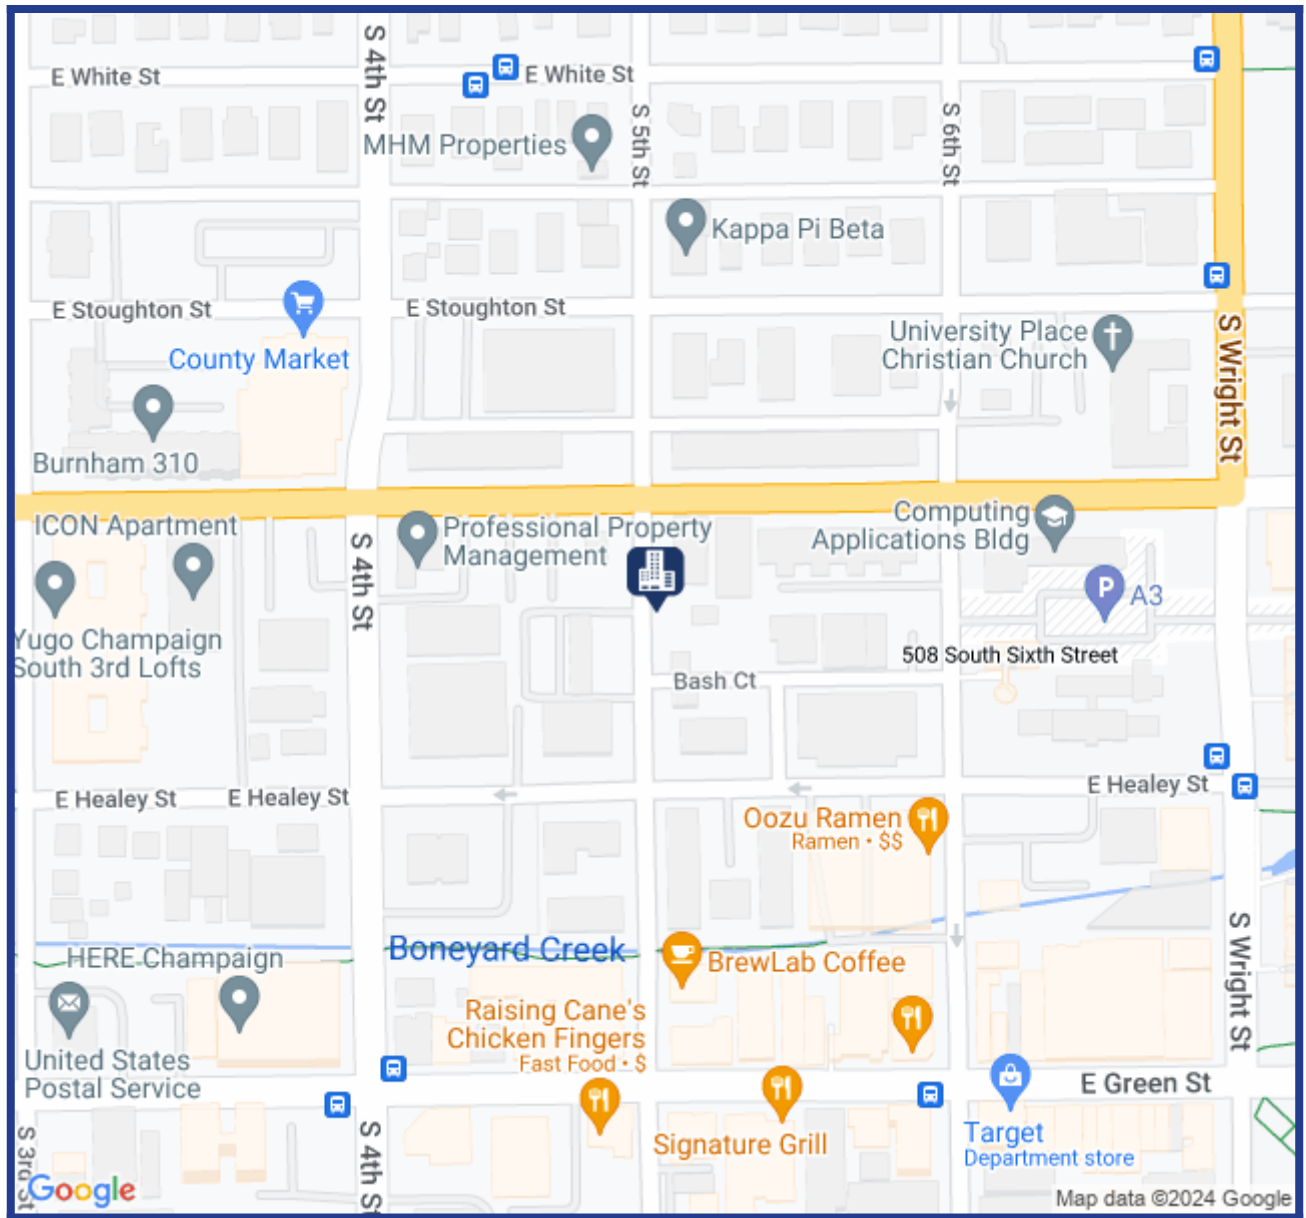 S 4th St
E White St
E White St
S 5th St
S 6th St
MHM Properties
Kappa Pi Beta
E Stoughton St
E Stoughton St
County Market
University Place
Christian Church
S Wright St
Burnham 310
ICON Apartment
Professional Property
Management
Computing
Applications Bldg
S 4th St
P
A3
Yugo Champaign
South 3rd Lofts
508 South Sixth Street
Bash Ct
E Healey St
E Healey St
E Healey St
Oozu Ramen
Ramen • $$
Boneyard Creek
BrewLab Coffee
S Wright St
HERE Champaign
Raising Cane's
Chicken Fingers
Fast Food • $
United States
Postal Service
E Green St
S 3rd St
S 4th St
Signature Grill
Target
Department store
Google
Map data ©2024 Google